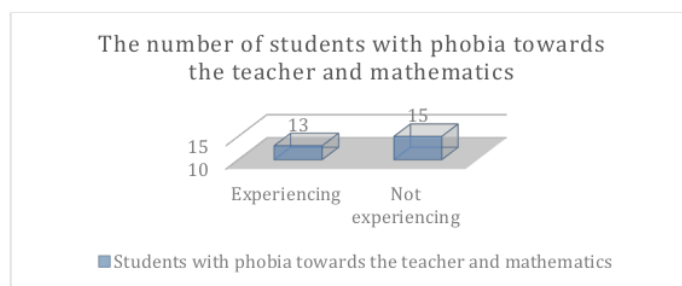 The number of students with phobia towards
the teacher and mathematics
13
15
15
10
Experiencing
Not
experiencing
Students with phobia towards the teacher and mathematics